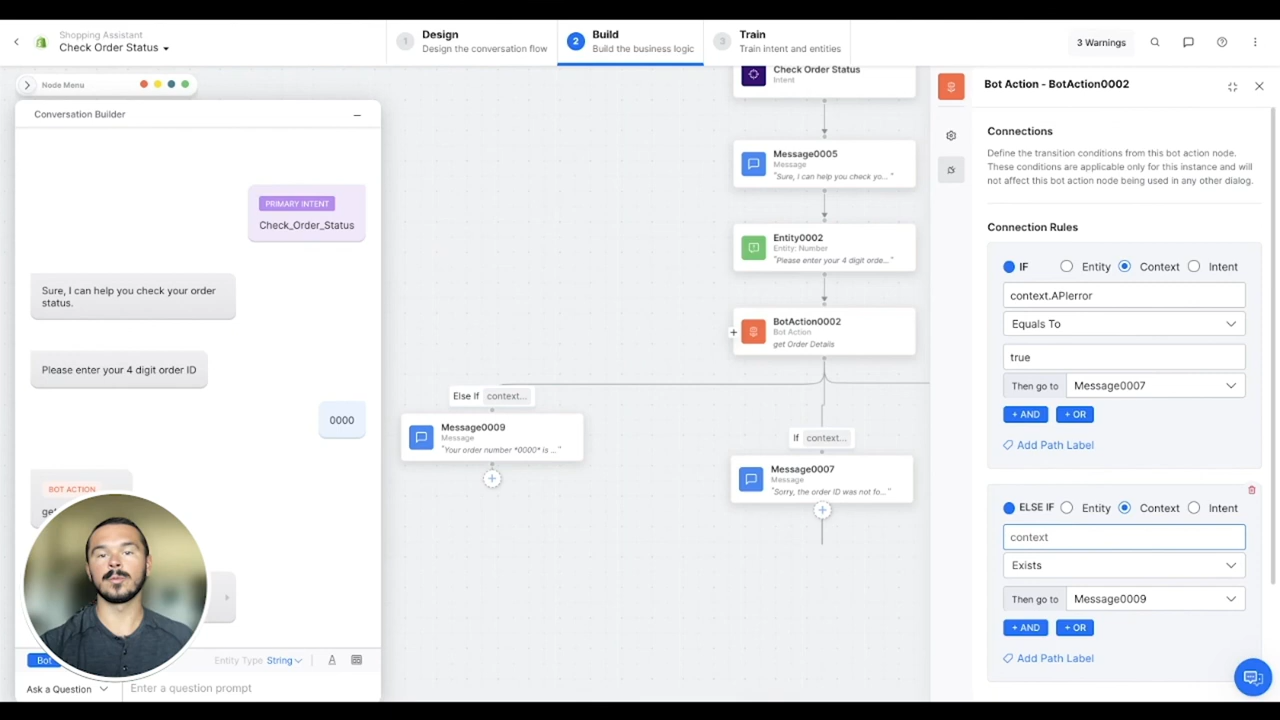 Shopping Assistant
Check Order Status
1
Design
Design the conversation flow
2
Build
Build the business logic
3
Train
Train intent and entities
3 Warnings
Node Menu
Conversation Builder
PRIMARY INTENT
Check_Order_Status
Sure, I can help you check your order
status.
Please enter your 4 digit order ID
0000
BOT ACTION
Bot
Entity Type String
Ask a Question
Enter a question prompt
Check Order Status
Intent
Message0005
Message
"Sure, I can help you check yo... "
Entity0002
Entity: Number
"Please enter your 4 digit orde... "
BotAction0002
Bot Action
get Order Details
Else If context...
Message0009
Message
"Your order number *0000* is ... "
If context...
Message0007
Message
"Sorry, the order ID was not fo... "
Bot Action - BotAction0002
Connections
Define the transition conditions from this bot action node.
These conditions are applicable only for this instance and will
not affect this bot action node being used in any other dialog.
Connection Rules
IF Entity Context Intent
context.APIerror
Equals To
true
Then go to Message0007
+ AND + OR
Add Path Label
ELSE IF Entity Context Intent
context
Exists
Then go to Message0009
+ AND + OR
Add Path Label